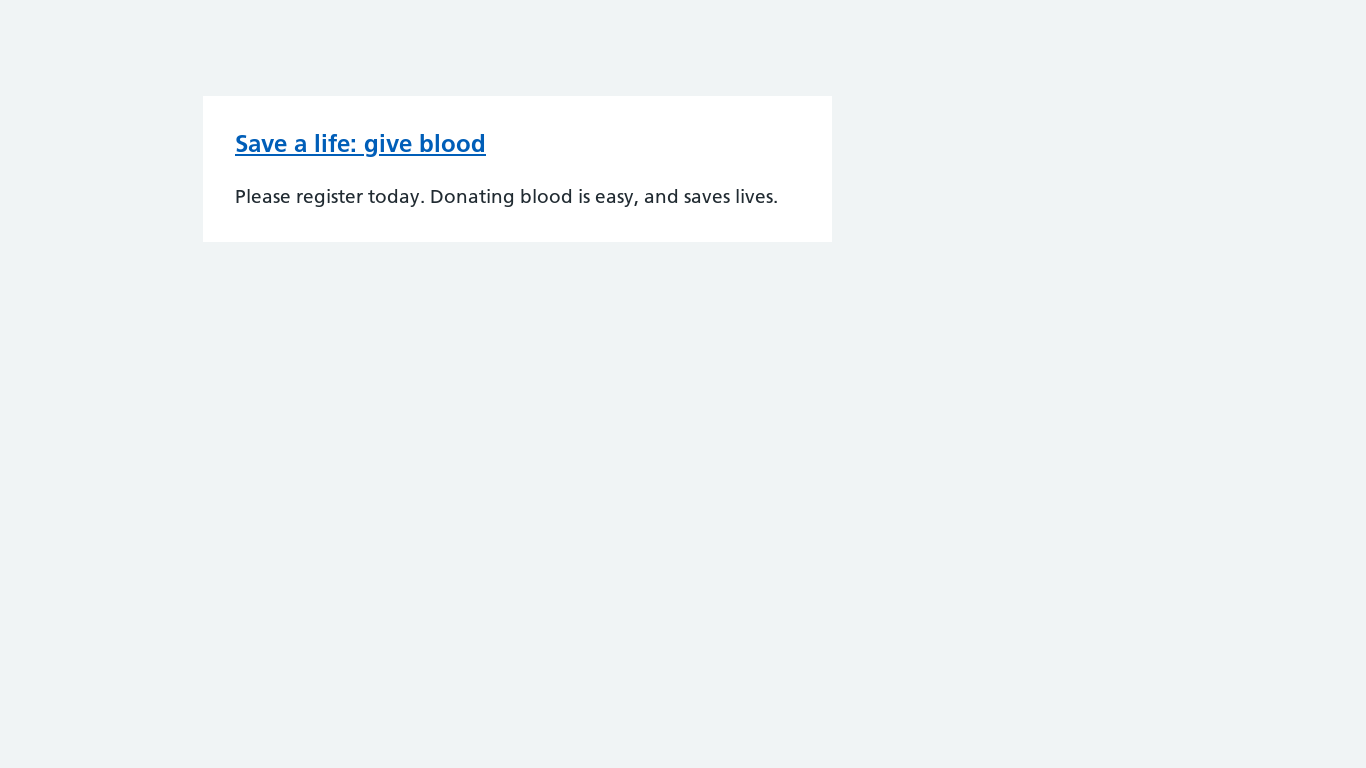 Save a life: give blood
Please register today. Donating blood is easy, and saves lives.